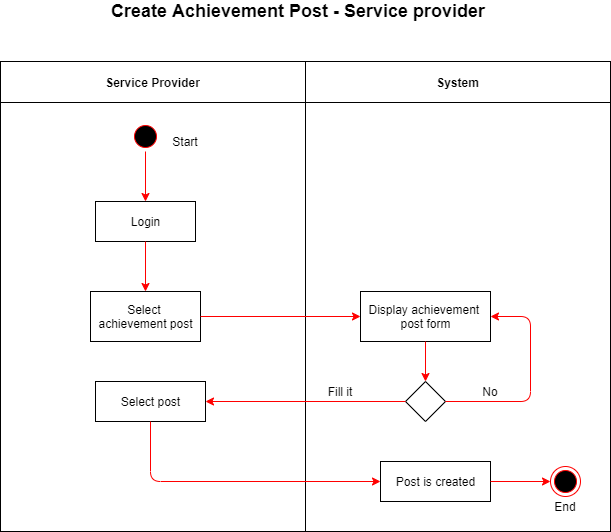 Create Achievement Post - Service provider
Service Provider
System
Start
Login
Select
achievement post
Display achievement
post form
Select post
Fill it
No
Post is created
End